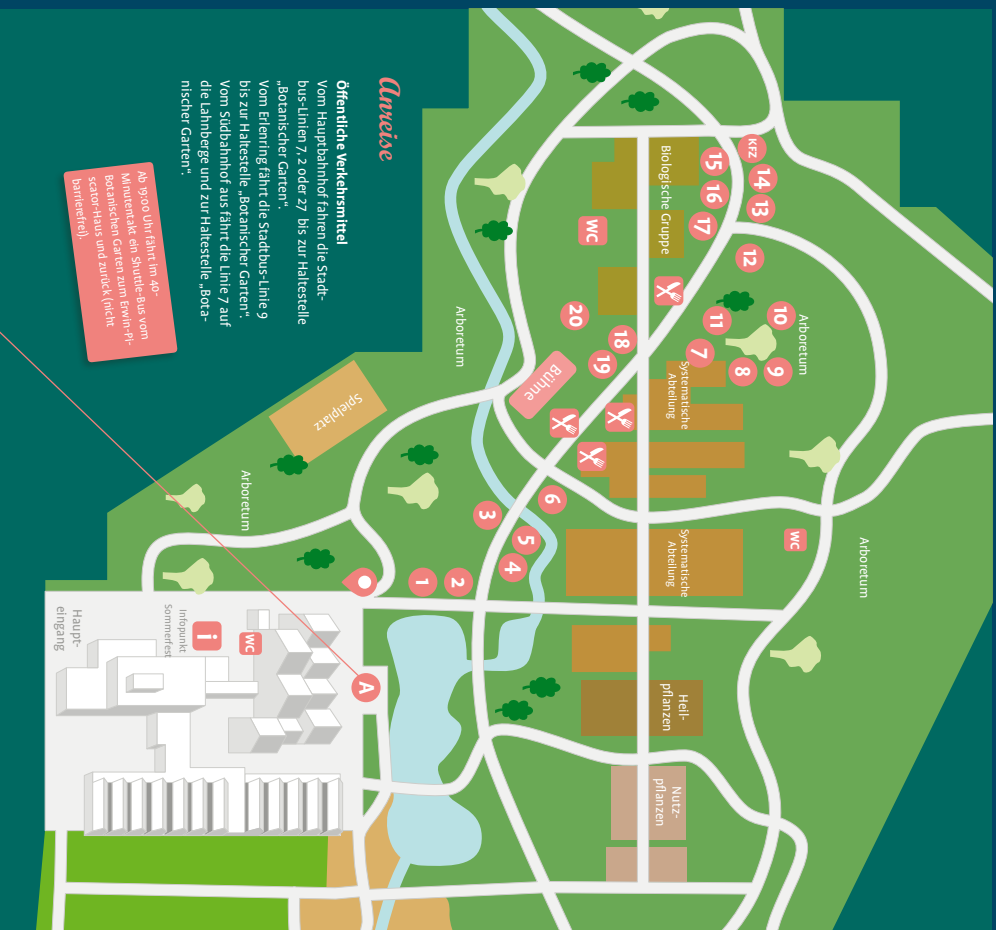 Anreise
Öffentliche Verkehrsmittel
Vom Hauptbahnhof fahren die Stadt-
bus-Linien 7, 2 oder 27 bis zur Haltestelle
„Botanischer Garten“.
Vom Erlenring fährt die Stadtbus-Linie 9
bis zur Haltestelle „Botanischer Garten“.
Vom Südbahnhof aus fährt die Linie 7 auf
die Lahnberge und zur Haltestelle „Bota-
nischer Garten“.
Ab 19:00 Uhr fährt im 40-
Minutentakt ein Shuttle-Bus vom
Botanischen Garten zum Erwin-Pi-
scator-Haus und zurück (nicht
barrierefrei).
KFZ
14
13
15
16
17
12
Biologische Gruppe
WC
10
Arboretum
11
9
8
7
20
18
19
Bühne
Systematische
Abteilung
Arboretum
Spielplatz
Arboretum
6
3
5
4
2
1
Systematische
Abteilung
WC
Arboretum
Haupt-
eingang
Infopunkt
Sommerfest
i
WC
A
Heil-
pflanzen
Nutz-
pflanzen